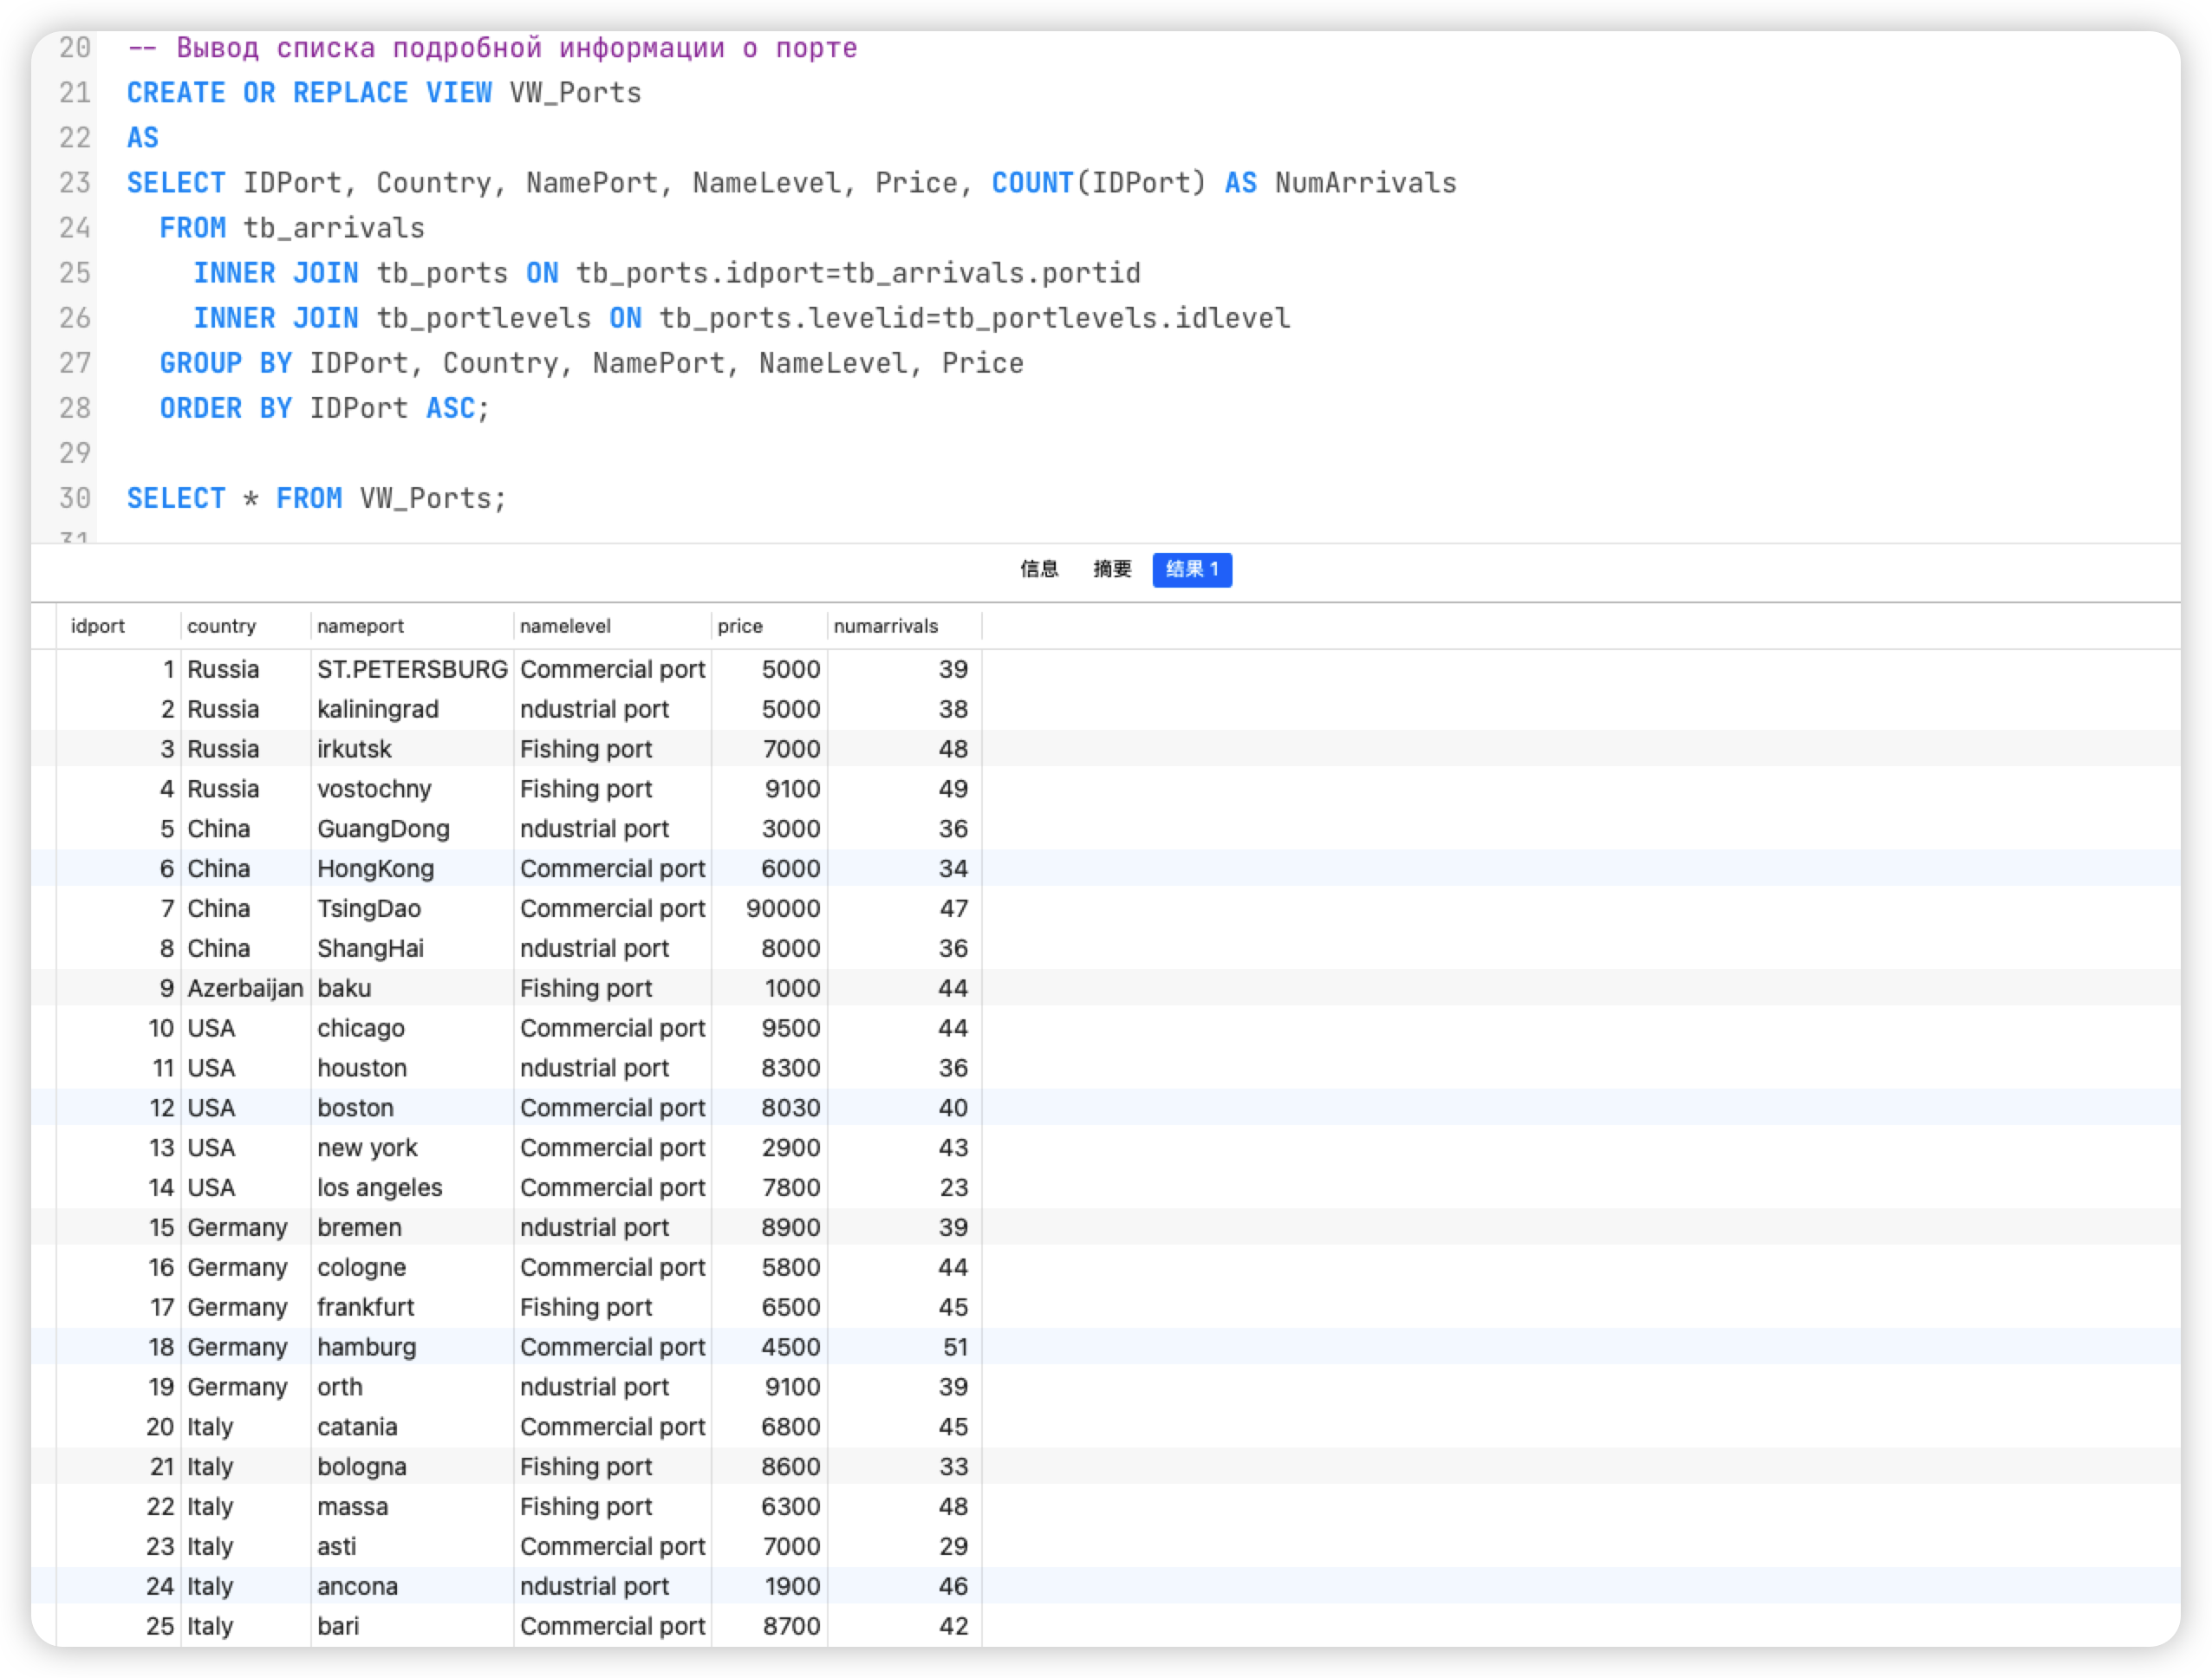 20 -- Вывод списка подробной информации о порте
21 CREATE OR REPLACE VIEW VW_Ports
22 AS
23 SELECT IDPort, Country, NamePort, NameLevel, Price, COUNT(IDPort) AS NumArrivals
24 FROM tb_arrivals
25 INNER JOIN tb_ports ON tb_ports.idport=tb_arrivals.portid
26 INNER JOIN tb_portlevels ON tb_ports.levelid=tb_portlevels.idlevel
27 GROUP BY IDPort, Country, NamePort, NameLevel, Price
28 ORDER BY IDPort ASC;
29
30 SELECT * FROM VW_Ports;
31
信息 摘要 结果 1
idport country nameport namelevel price numarrivals
1 Russia ST.PETERSBURG Commercial port 5000 39
2 Russia kaliningrad ndustrial port 5000 38
3 Russia irkutsk Fishing port 7000 48
4 Russia vostochny Fishing port 9100 49
5 China GuangDong ndustrial port 3000 36
6 China HongKong Commercial port 6000 34
7 China TsingDao Commercial port 90000 47
8 China ShangHai ndustrial port 8000 36
9 Azerbaijan baku Fishing port 1000 44
10 USA chicago Commercial port 9500 44
11 USA houston ndustrial port 8300 36
12 USA boston Commercial port 8030 40
13 USA new york Commercial port 2900 43
14 USA los angeles Commercial port 7800 23
15 Germany bremen ndustrial port 8900 39
16 Germany cologne Commercial port 5800 44
17 Germany frankfurt Fishing port 6500 45
18 Germany hamburg Commercial port 4500 51
19 Germany orth ndustrial port 9100 39
20 Italy catania Commercial port 6800 45
21 Italy bologna Fishing port 8600 33
22 Italy massa Fishing port 6300 48
23 Italy asti Commercial port 7000 29
24 Italy ancona ndustrial port 1900 46
25 Italy bari Commercial port 8700 42